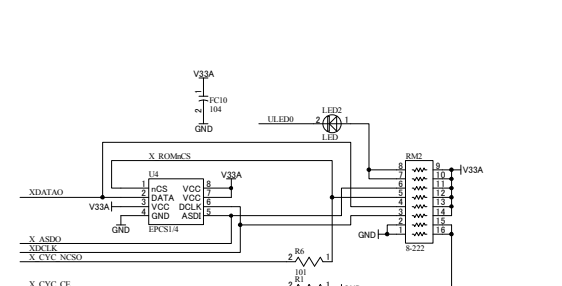 V33A
1
FC10
2
104
GND
ULED0
2
LED2
1
LED
X_ROMnCS
RM2
U4
V33A
8
9
V33A
7
10
1
nCS
VCC
8
6
11
XDATAO
2
DATA
VCC
7
5
12
V33A
3
VCC
DCLK
6
4
13
4
GND
ASDI
5
3
14
GND
EPCS1/4
2
15
GND
1
16
X_ASDO
8-222
XDCLK
R6
X_CYC_NCSO
2
1
101
R1
X_CYC_CE
2
1